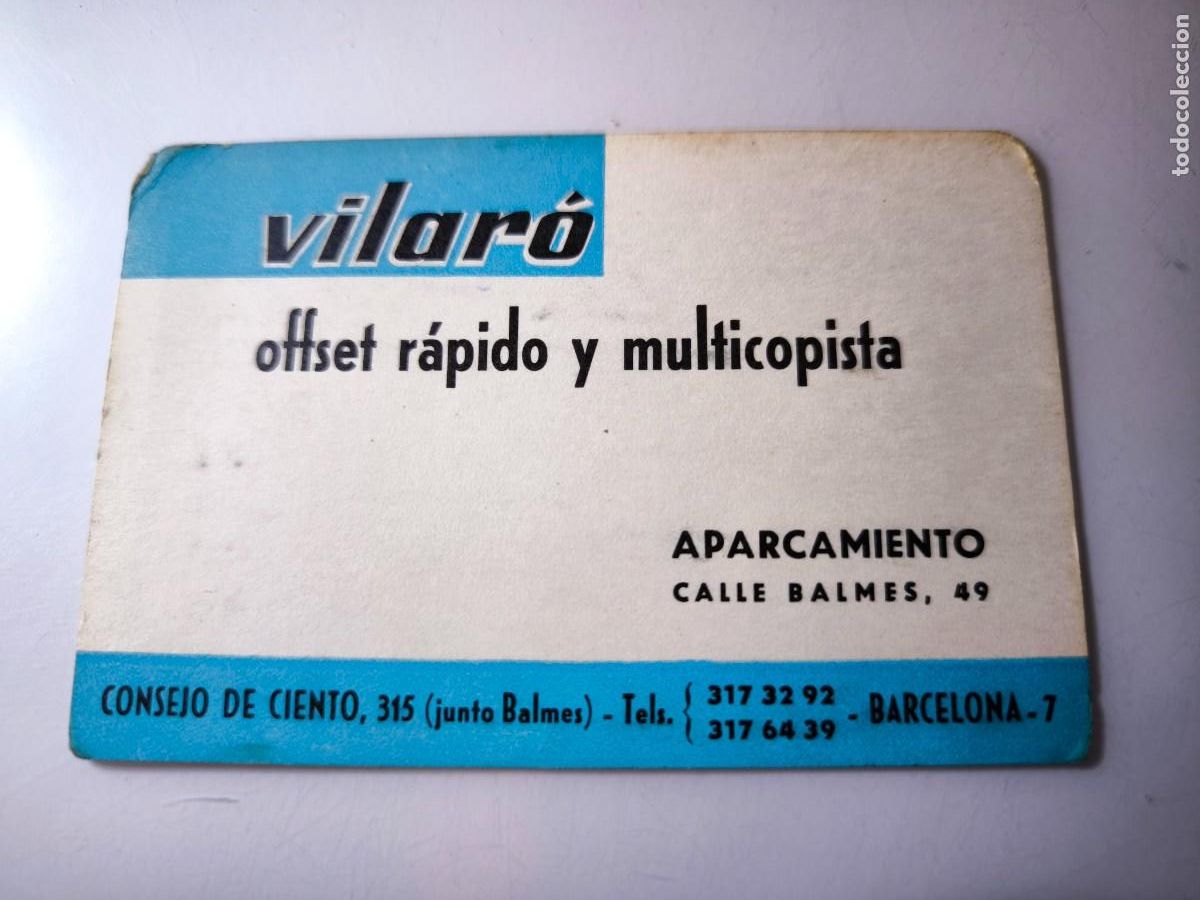 vilaró
offset rápido y multicopista
APARCAMIENTO
CALLE BALMES, 49
CONSEJO DE CIENTO, 315 (junto Balmes) - Tels. { 317 32 92 - BARCELONA - 7
317 64 39
todocoleccion